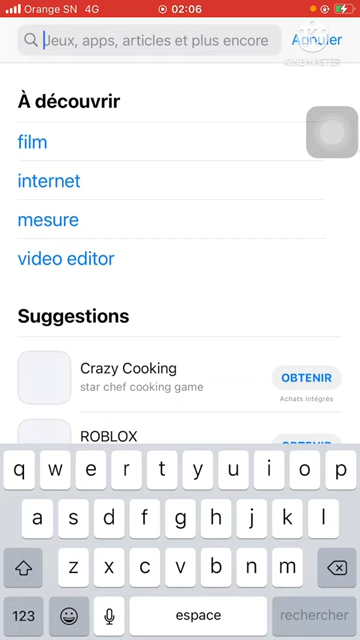 Orange SN 4G 02:06
Jeux, apps, articles et plus encore Annuler
KINEMASTER
À découvrir
film
internet
mesure
video editor
Suggestions
Crazy Cooking
star chef cooking game
OBTENIR
Achats intégrés
ROBLOX
OBTENIR
q w e r t y u i o p
a s d f g h j k l
z x c v b n m
123 espace rechercher